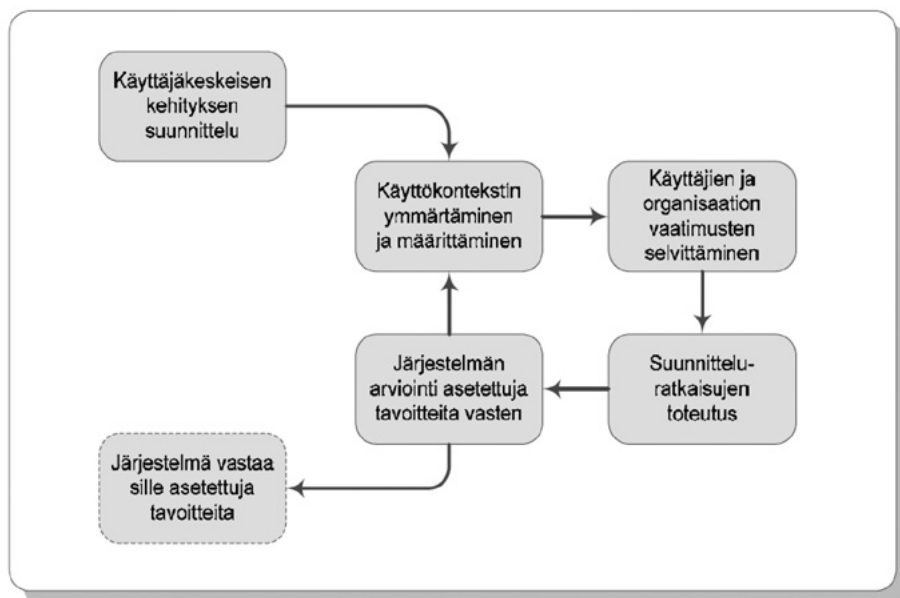 Käyttäjäkeskeisen
kehityksen
suunnittelu
Käyttökontekstin
ymmärtäminen
ja määrittäminen
Käyttäjien ja
organisaation
vaatimusten
selvittäminen
Suunnittelu-
ratkaisujen
toteutus
Järjestelmän
arviointi asetettuja
tavoitteita vasten
Järjestelmä vastaa
sille asetettuja
tavoitteita